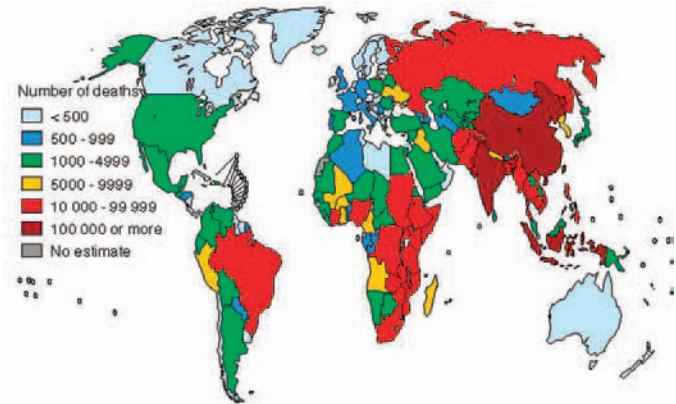 Number of deaths
< 500
500 - 999
1000 - 4999
5000 - 9999
10 000 - 99 999
100 000 or more
No estimate